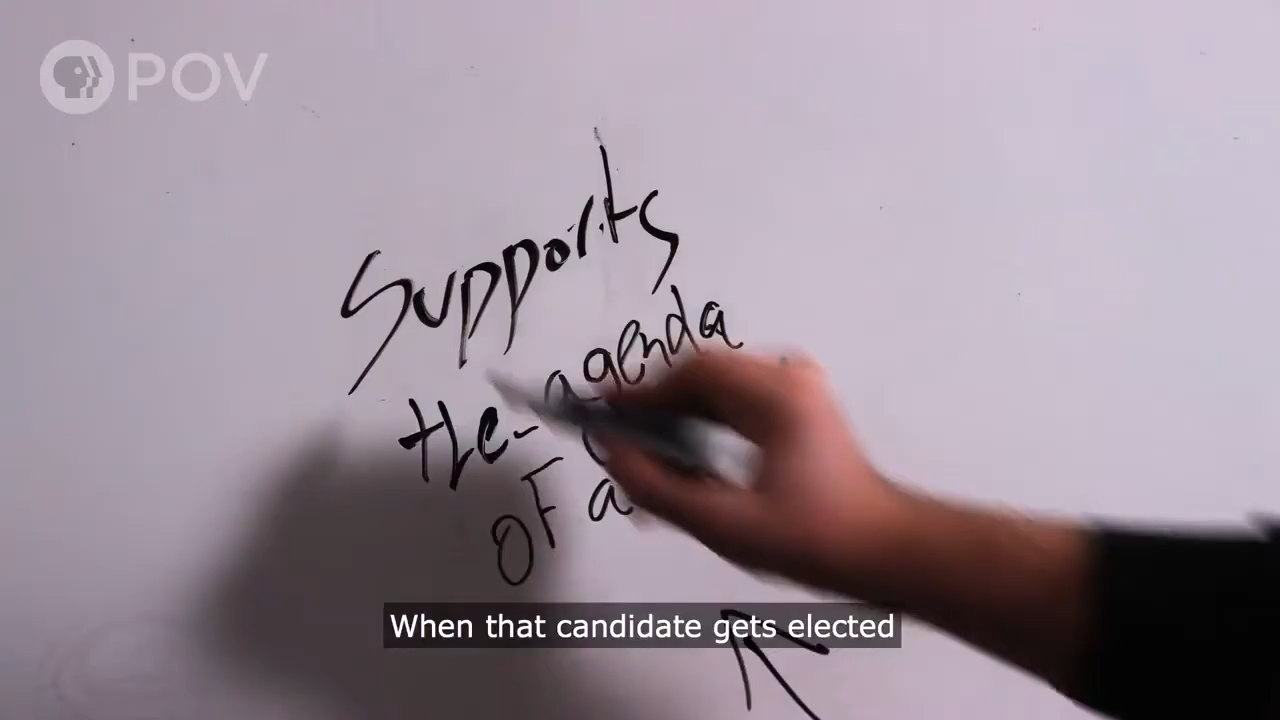 POV
Supports
the agenda
OF a
When that candidate gets elected